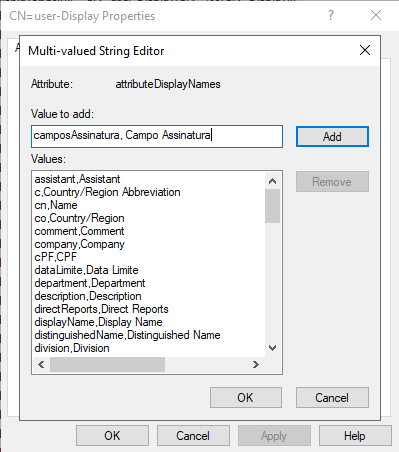 CN=user-Display Properties
Multi-valued String Editor
Attribute: attributeDisplayNames
Value to add:
camposAssinatura, Campo Assinatura
Add
Values:
assistant,Assistant
c,Country/Region Abbreviation
cn,Name
co,Country/Region
comment,Comment
company,Company
cPF,CPF
dataLimite,Data Limite
department,Department
description,Description
directReports,Direct Reports
displayName,Display Name
distinguishedName,Distinguished Name
division,Division
Remove
OK Cancel
OK Cancel Apply Help